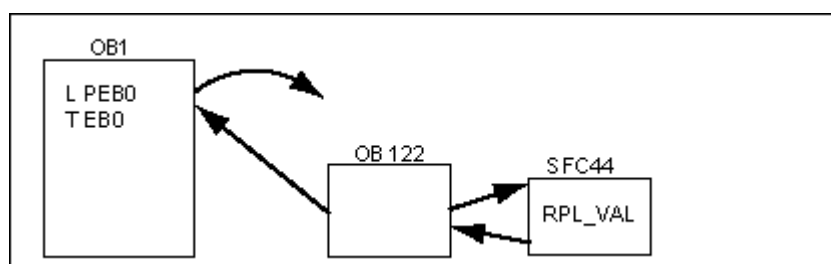 OB1
L PEB0
T EB0
OB 122
SFC44
RPL_VAL